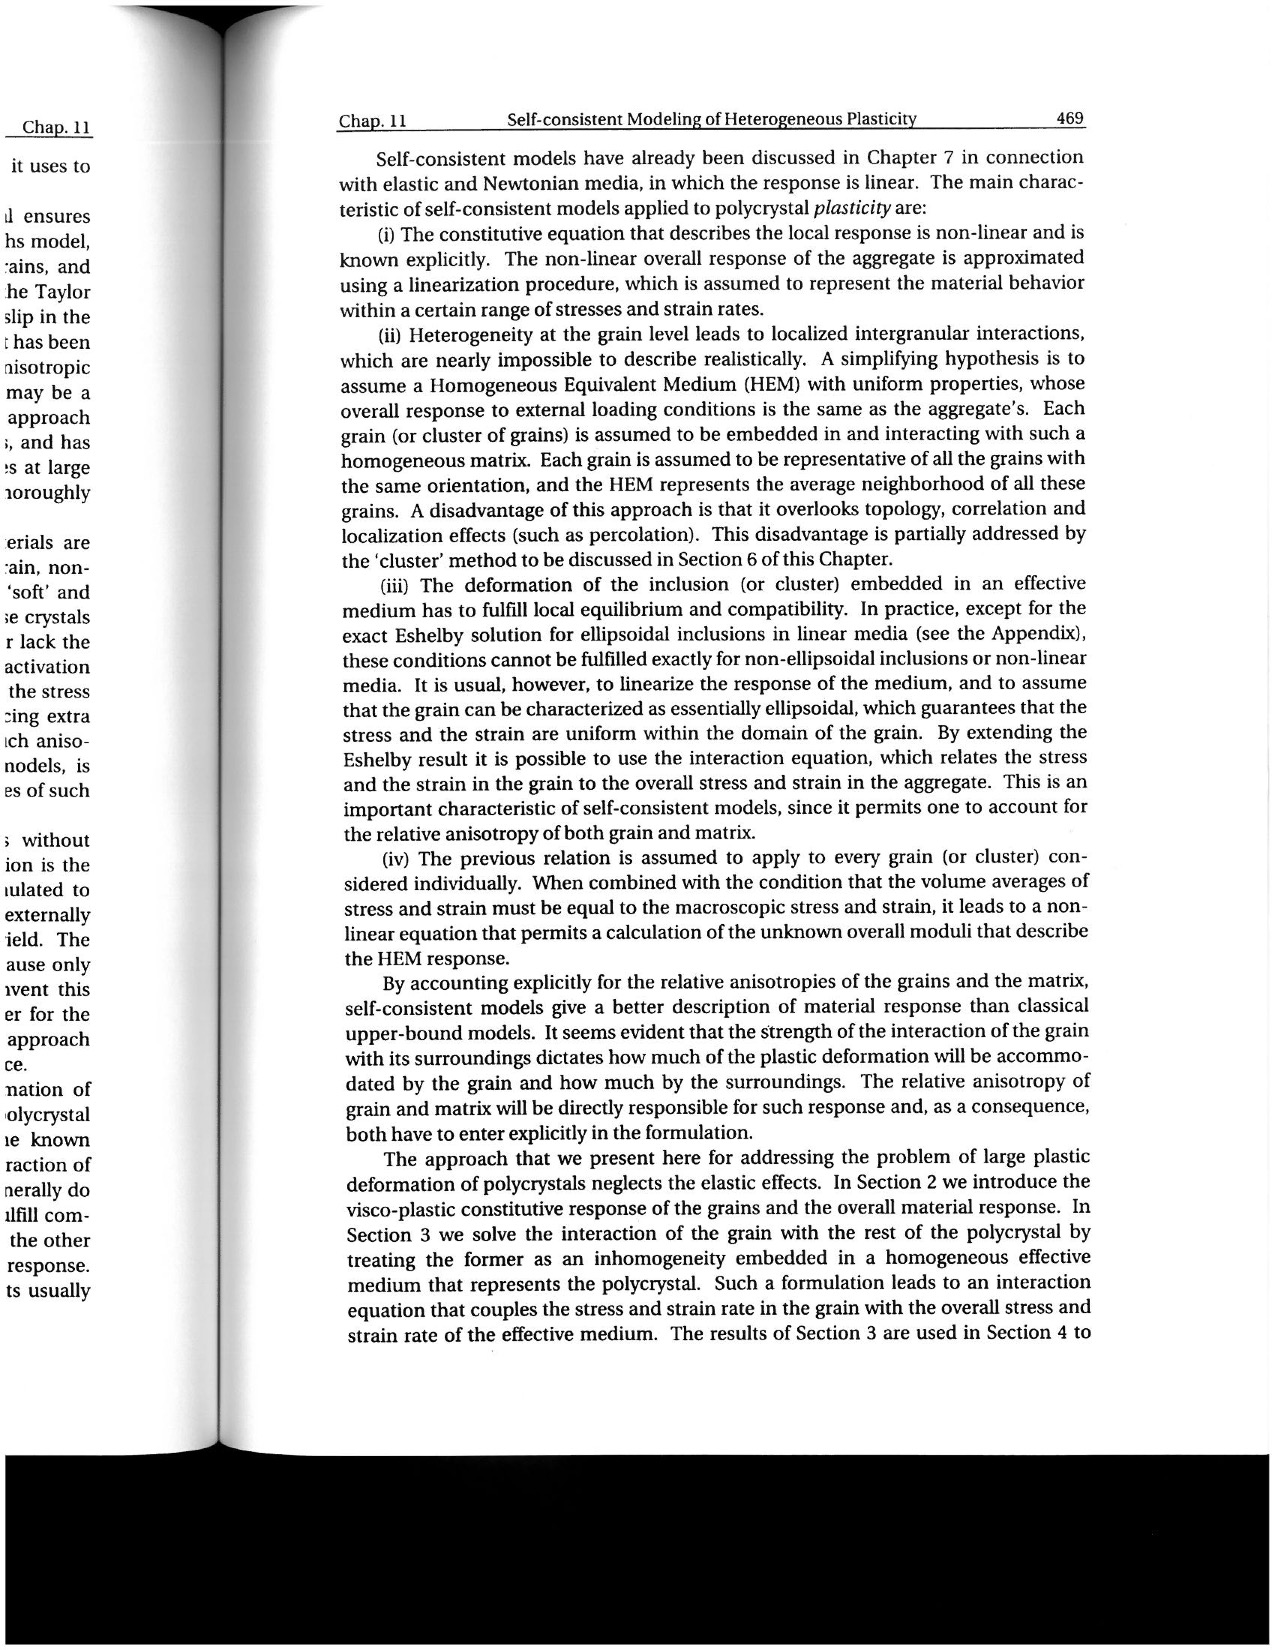 Chap. 11
it uses to
ensures
model,
and
Taylor
slip in the
has been
may be a
approach
and has
at large
are
non-
'soft' and
crystals
lack the
activation
the stress
extra
aniso-
is
of such
without
is the
to
externally
The
only
this
for the
approach
of
known
of
do
com-
the other
response.
ts usually
Chap. 11 Self-consistent Modeling of Heterogeneous Plasticity 469
Self-consistent models have already been discussed in Chapter 7 in connection
with elastic and Newtonian media, in which the response is linear. The main charac-
teristic of self-consistent models applied to polycrystal plasticity are:
(i) The constitutive equation that describes the local response is non-linear and is
known explicitly. The non-linear overall response of the aggregate is approximated
using a linearization procedure, which is assumed to represent the material behavior
within a certain range of stresses and strain rates.
(ii) Heterogeneity at the grain level leads to localized intergranular interactions,
which are nearly impossible to describe realistically. A simplifying hypothesis is to
assume a Homogeneous Equivalent Medium (HEM) with uniform properties, whose
overall response to external loading conditions is the same as the aggregate's. Each
grain (or cluster of grains) is assumed to be embedded in and interacting with such a
homogeneous matrix. Each grain is assumed to be representative of all the grains with
the same orientation, and the HEM represents the average neighborhood of all these
grains. A disadvantage of this approach is that it overlooks topology, correlation and
localization effects (such as percolation). This disadvantage is partially addressed by
the 'cluster' method to be discussed in Section 6 of this Chapter.
(iii) The deformation of the inclusion (or cluster) embedded in an effective
medium has to fulfill local equilibrium and compatibility. In practice, except for the
exact Eshelby solution for ellipsoidal inclusions in linear media (see the Appendix),
these conditions cannot be fulfilled exactly for non-ellipsoidal inclusions or non-linear
media. It is usual, however, to linearize the response of the medium, and to assume
that the grain can be characterized as essentially ellipsoidal, which guarantees that the
stress and the strain are uniform within the domain of the grain. By extending the
Eshelby result it is possible to use the interaction equation, which relates the stress
and the strain in the grain to the overall stress and strain in the aggregate. This is an
important characteristic of self-consistent models, since it permits one to account for
the relative anisotropy of both grain and matrix.
(iv) The previous relation is assumed to apply to every grain (or cluster) con-
sidered individually. When combined with the condition that the volume averages of
stress and strain must be equal to the macroscopic stress and strain, it leads to a non-
linear equation that permits a calculation of the unknown overall moduli that describe
the HEM response.
By accounting explicitly for the relative anisotropies of the grains and the matrix,
self-consistent models give a better description of material response than classical
upper-bound models. It seems evident that the strength of the interaction of the grain
with its surroundings dictates how much of the plastic deformation will be accommo-
dated by the grain and how much by the surroundings. The relative anisotropy of
grain and matrix will be directly responsible for such response and, as a consequence,
both have to enter explicitly in the formulation.
The approach that we present here for addressing the problem of large plastic
deformation of polycrystals neglects the elastic effects. In Section 2 we introduce the
visco-plastic constitutive response of the grains and the overall material response. In
Section 3 we solve the interaction of the grain with the rest of the polycrystal by
treating the former as an inhomogeneity embedded in a homogeneous effective
medium that represents the polycrystal. Such a formulation leads to an interaction
equation that couples the stress and strain rate in the grain with the overall stress and
strain rate of the effective medium. The results of Section 3 are used in Section 4 to